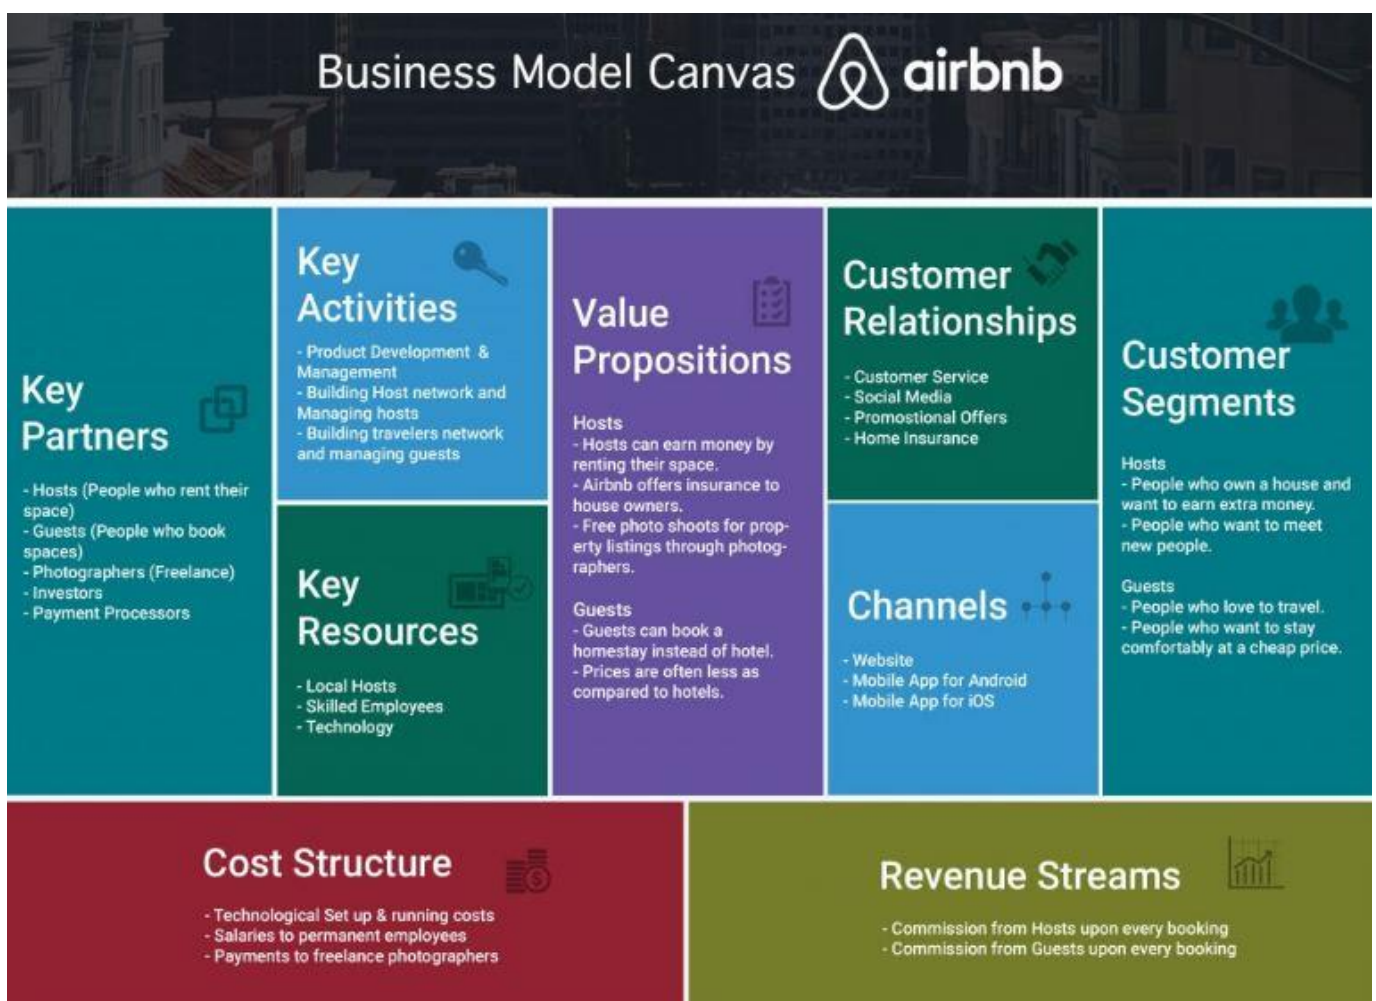 Business Model Canvas airbnb
Key
Partners
- Hosts (People who rent their
space)
- Guests (People who book
spaces)
- Photographers (Freelance)
- Investors
- Payment Processors
Key
Activities
- Product Development &
Management
- Building Host network and
Managing hosts
- Building travelers network
and managing guests
Key
Resources
- Local Hosts
- Skilled Employees
- Technology
Value
Propositions
Hosts
- Hosts can earn money by
renting their space.
- Airbnb offers insurance to
house owners.
- Free photo shoots for prop-
erty listings through photog-
raphers.
Guests
- Guests can book a
homestay instead of hotel.
- Prices are often less as
compared to hotels.
Customer
Relationships
- Customer Service
- Social Media
- Promostional Offers
- Home Insurance
Channels
- Website
- Mobile App for Android
- Mobile App for iOS
Customer
Segments
Hosts
- People who own a house and
want to earn extra money.
- People who want to meet
new people.
Guests
- People who love to travel.
- People who want to stay
comfortably at a cheap price.
Cost Structure
- Technological Set up & running costs
- Salaries to permanent employees
- Payments to freelance photographers
Revenue Streams
- Commission from Hosts upon every booking
- Commission from Guests upon every booking